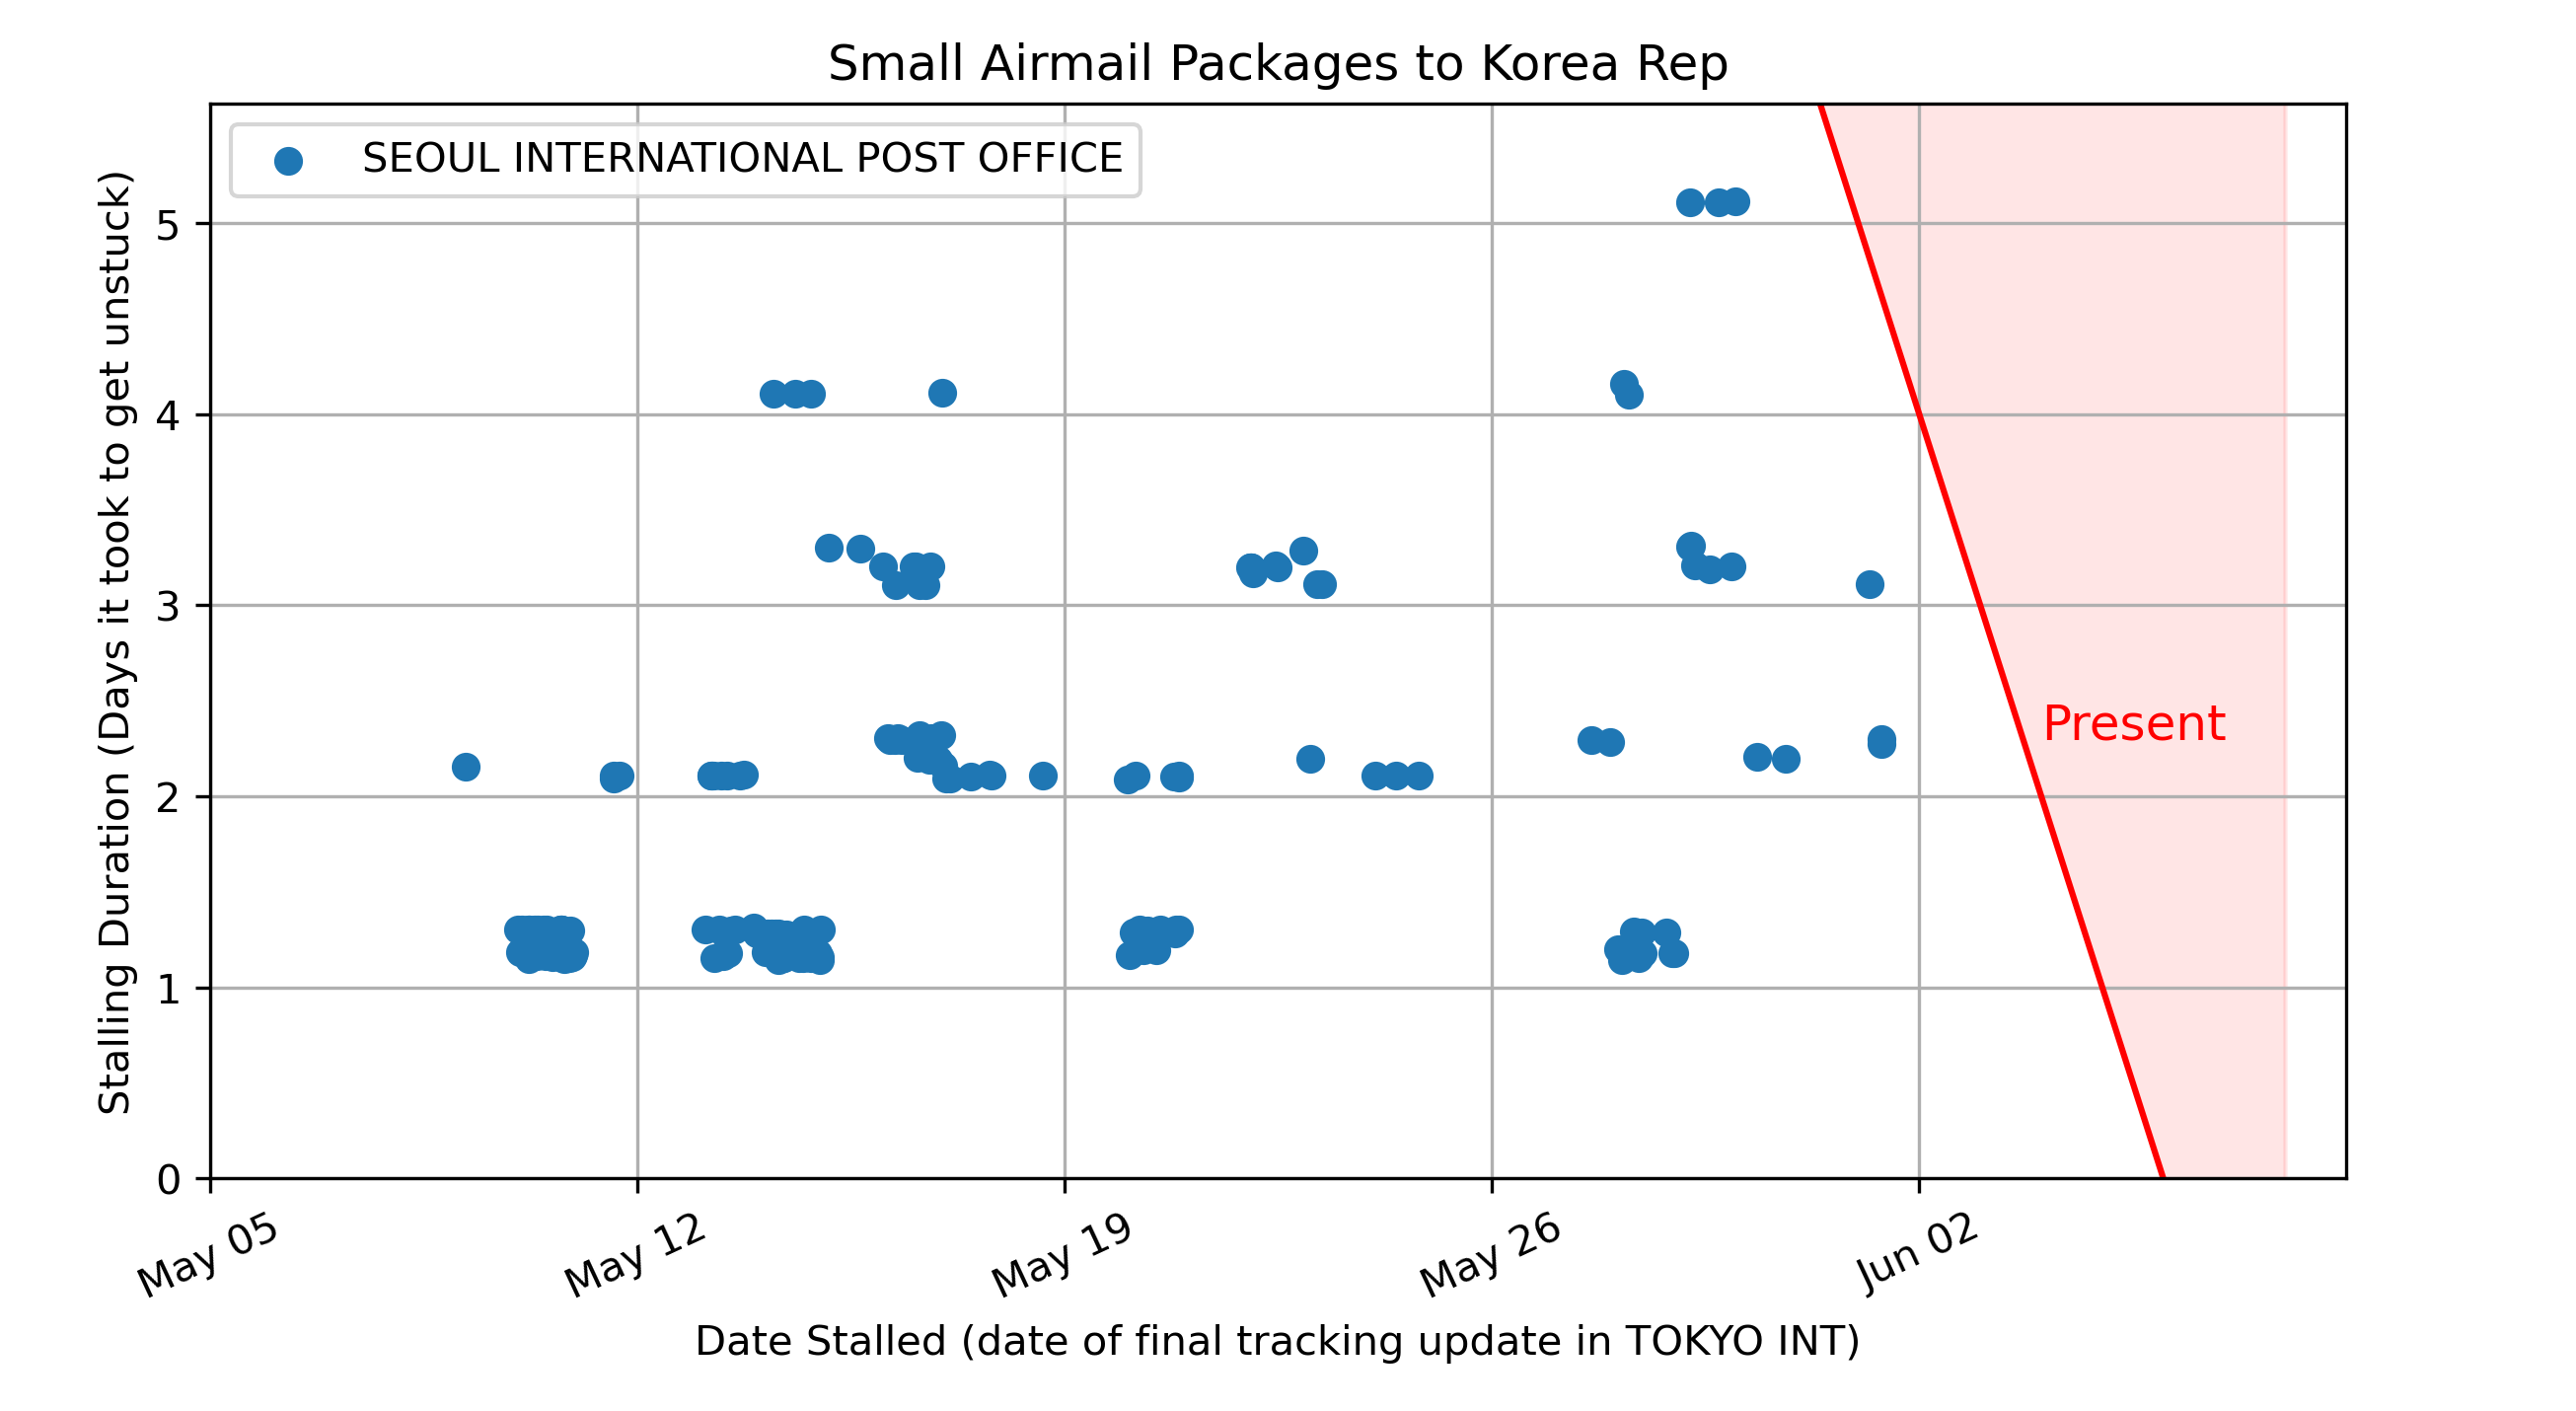 Small Airmail Packages to Korea Rep
SEOUL INTERNATIONAL POST OFFICE
Stalling Duration (Days it took to get unstuck)
5
4
3
2
1
0
Present
May 05
May 12
May 19
May 26
Jun 02
Date Stalled (date of final tracking update in TOKYO INT)